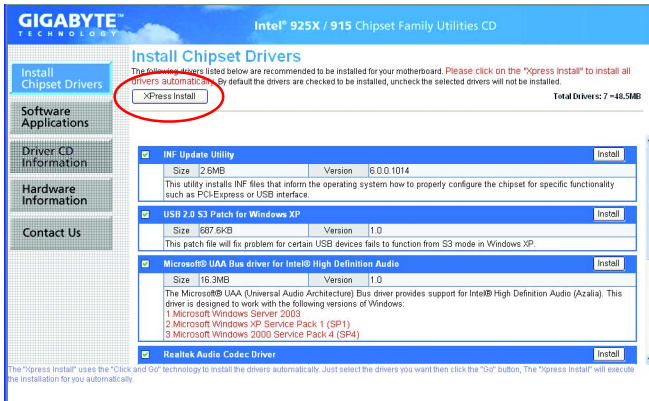 GIGABYTE™
TECHNOLOGY
Intel® 925X / 915 Chipset Family Utilities CD
Install
Chipset Drivers
Software
Applications
Driver CD
Information
Hardware
Information
Contact Us
Install Chipset Drivers
The following drivers listed below are recommended to be installed for your motherboard. Please click on the "Xpress Install" to install all
drivers automatically. By default the drivers are checked to be installed, uncheck the selected drivers will not be installed.
XPress Install
Total Drivers: 7 =48.5MB
INF Update Utility
Install
Size 2.6MB Version 6.0.0.1014
This utility installs INF files that inform the operating system how to properly configure the chipset for specific functionality
such as PCI-Express or USB interface.
USB 2.0 S3 Patch for Windows XP
Install
Size 687.6KB Version 1.0
This patch file will fix problem for certain USB devices fails to function from S3 mode in Windows XP.
Microsoft® UAA Bus driver for Intel® High Definition Audio
Install
Size 16.3MB Version 1.0
The Microsoft® UAA (Universal Audio Architecture) Bus driver provides support for Intel® High Definition Audio (Azalia). This
driver is designed to work with the following versions of Windows:
1.Microsoft Windows Server 2003
2.Microsoft Windows XP Service Pack 1 (SP1)
3.Microsoft Windows 2000 Service Pack 4 (SP4)
Realtek Audio Codec Driver
Install
The "Xpress Install" uses the "Click and Go" technology to install the drivers automatically. Just select the drivers you want then click the "Go" button, The "Xpress Install" will execute
the installation for you automatically.